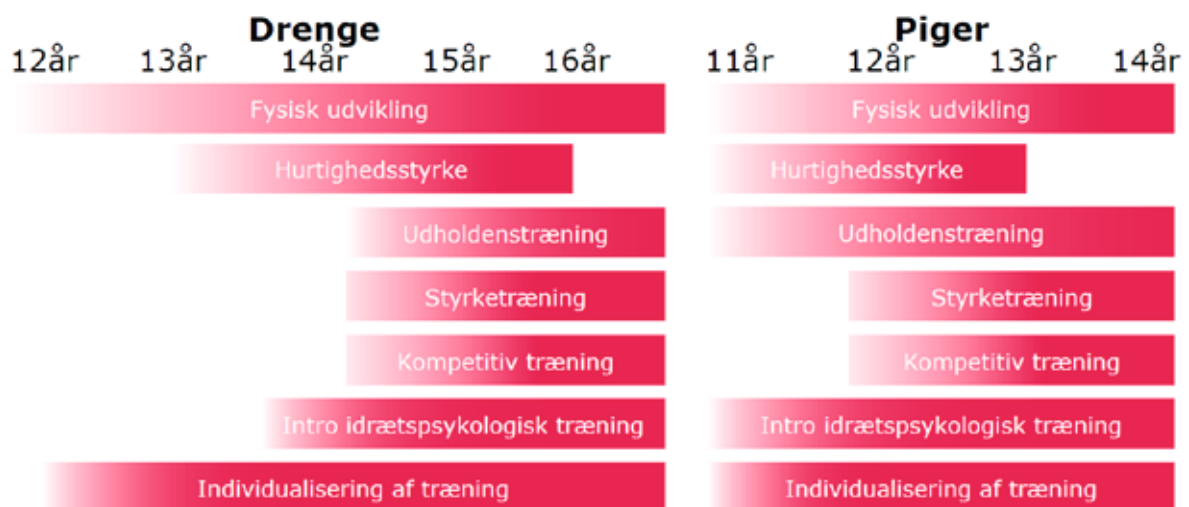 Drenge
12år 13år 14år 15år 16år
Fysisk udvikling
Hurtighedsstyrke
Udholdenstræning
Styrketræning
Kompetitiv træning
Intro idrætspsykologisk træning
Individualisering af træning
Piger
11år 12år 13år 14år
Fysisk udvikling
Hurtighedsstyrke
Udholdenstræning
Styrketræning
Kompetitiv træning
Intro idrætspsykologisk træning
Individualisering af træning